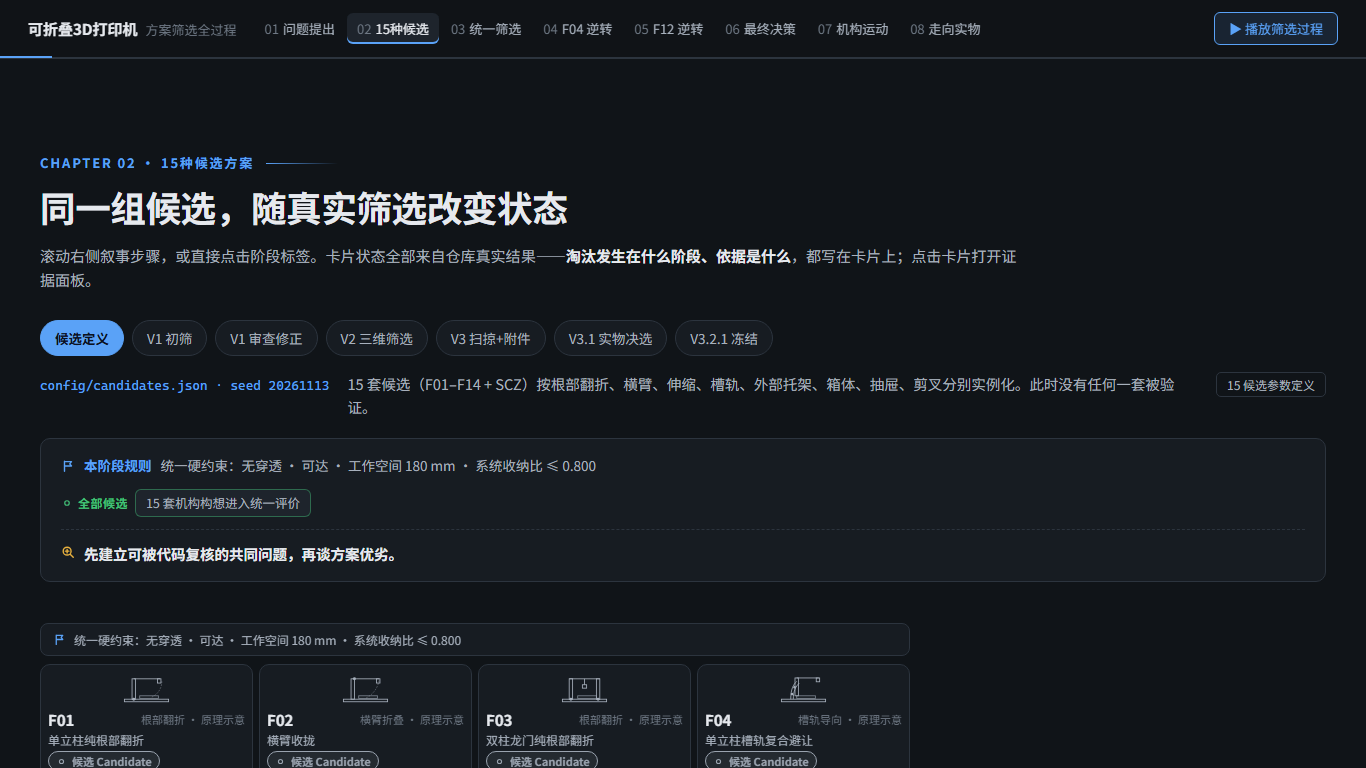 可折叠3D打印机 方案筛选全过程 01 问题提出 02 15种候选 03 统一筛选 04 F04 逆转 05 F12 逆转 06 最终决策 07 机构运动 08 走向实物 ▶ 播放筛选过程
CHAPTER 02 · 15种候选方案
同一组候选，随真实筛选改变状态
滚动右侧叙事步骤，或直接点击阶段标签。卡片状态全部来自仓库真实结果——淘汰发生在什么阶段、依据是什么，都写在卡片上；点击卡片打开证
据面板。
候选定义 V1 初筛 V1 审查修正 V2 三维筛选 V3 扫掠+附件 V3.1 实物决选 V3.2.1 冻结
config/candidates.json · seed 20261113 15 套候选（F01–F14 + SCZ）按根部翻折、横臂、伸缩、槽轨、外部托架、箱体、抽屉、剪叉分别实例化。此时没有任何一套被验 15 候选参数定义
证。
本阶段规则 统一硬约束：无穿透 · 可达 · 工作空间 180 mm · 系统收纳比 ≤ 0.800
全部候选 15 套机构构想进入统一评价
先建立可被代码复核的共同问题，再谈方案优劣。
统一硬约束：无穿透 · 可达 · 工作空间 180 mm · 系统收纳比 ≤ 0.800
F01 根部翻折 · 原理示意 F02 横臂折叠 · 原理示意 F03 根部翻折 · 原理示意 F04 槽轨导向 · 原理示意
单立柱纯根部翻折 横臂收拢 双柱龙门纯根部翻折 单立柱槽轨复合避让
候选 Candidate 候选 Candidate 候选 Candidate 候选 Candidate